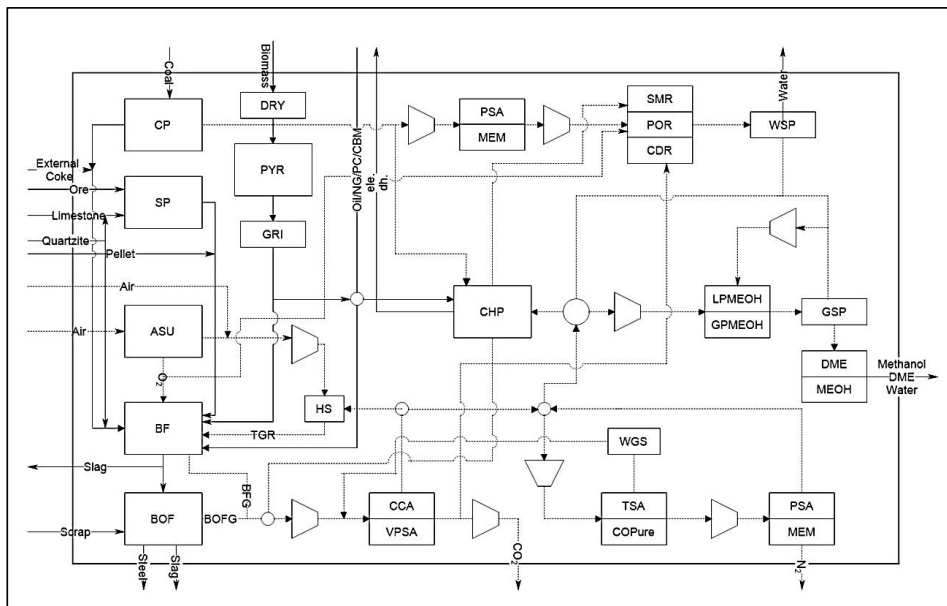 Coal
Biomass
Oil/NG/PC/CBM
ele.
dh.
Water
CP
DRY
PSA
MEM
SMR
POR
CDR
WSP
External
Coke
Ore
Limestone
Quartzite
Pellet
SP
PYR
GRI
Air
Air
ASU
O2
CHP
LPMEOH
GPMEOH
GSP
DME
MEOH
Methanol
DME
Water
HS
TGR
BF
Slag
BFG
WGS
Scrap
BOF
BOFG
CCA
VPSA
TSA
COPure
PSA
MEM
Steel
Slag
CO2
N2